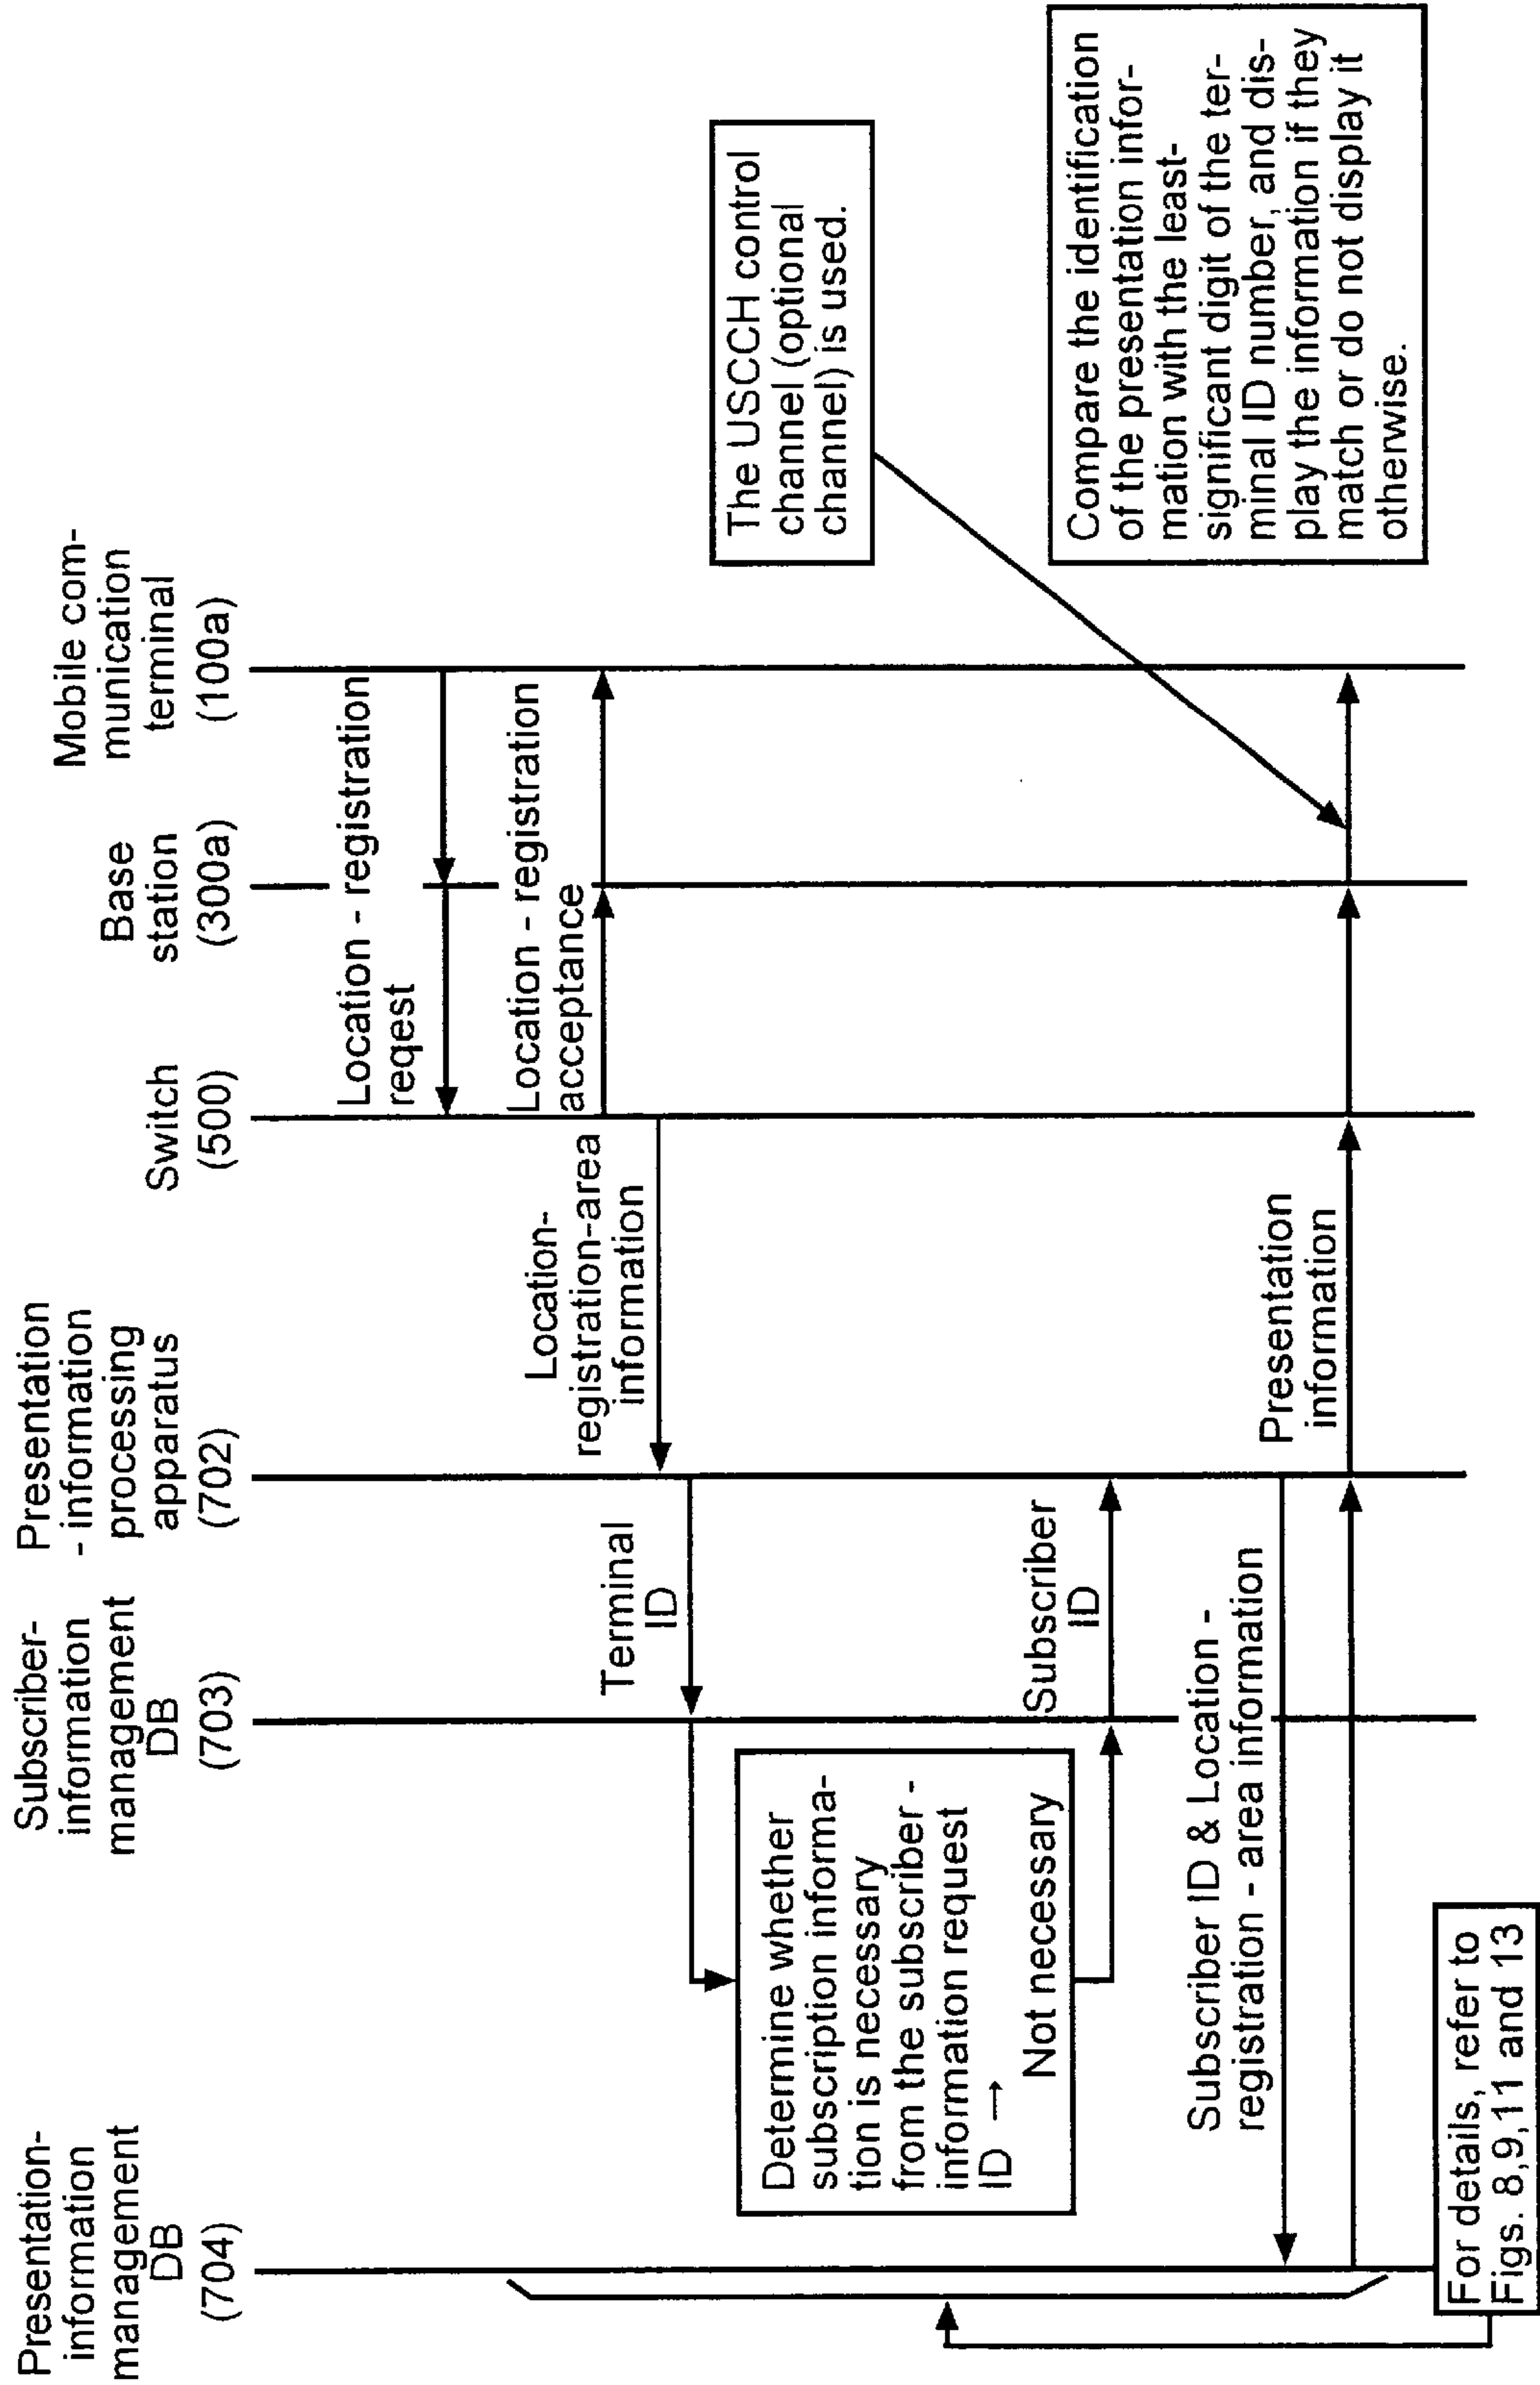 Presentation-
information
management
DB
(704)
Subscriber-
information
management
DB
(703)
Presentation
- information
processing
apparatus
(702)
Switch
(500)
Base
station
(300a)
Mobile com-
munication
terminal
(100a)
Location - registration
reqest
Location - registration
acceptance
Location-
registration-area
information
Terminal
ID
Determine whether
subscription informa-
tion is necessary
from the subscriber -
information request
ID →
Not necessary
Subscriber
ID
Subscriber ID & Location -
registration - area information
Presentation
information
The USCCH control
channel (optional
channel) is used.
Compare the identification
of the presentation infor-
mation with the least-
significant digit of the ter-
minal ID number, and dis-
play the information if they
match or do not display it
otherwise.
For details, refer to
Figs. 8,9,11 and 13